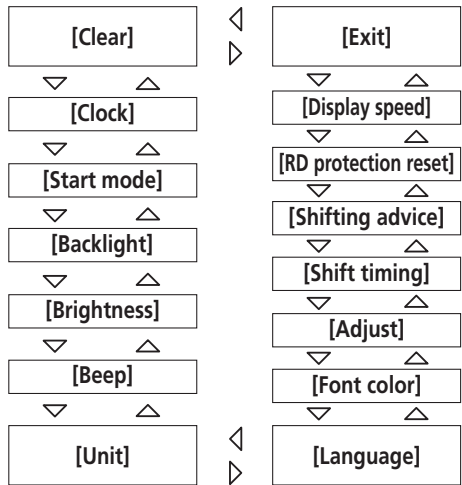 [Clear]
[Clock]
[Start mode]
[Backlight]
[Brightness]
[Beep]
[Unit]
[Exit]
[Display speed]
[RD protection reset]
[Shifting advice]
[Shift timing]
[Adjust]
[Font color]
[Language]